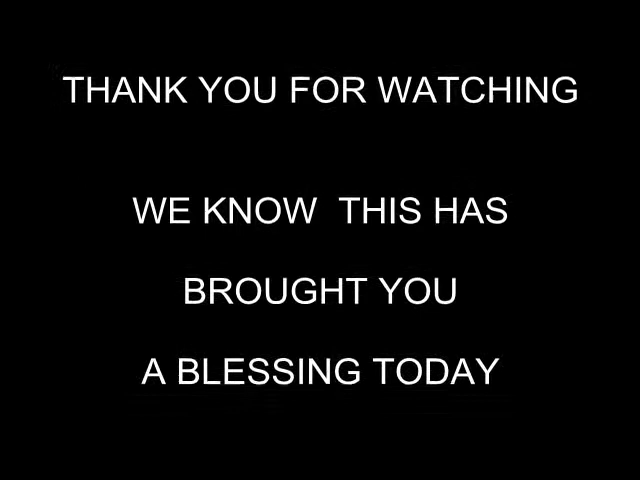 THANK YOU FOR WATCHING
WE KNOW  THIS HAS
BROUGHT YOU
A BLESSING TODAY